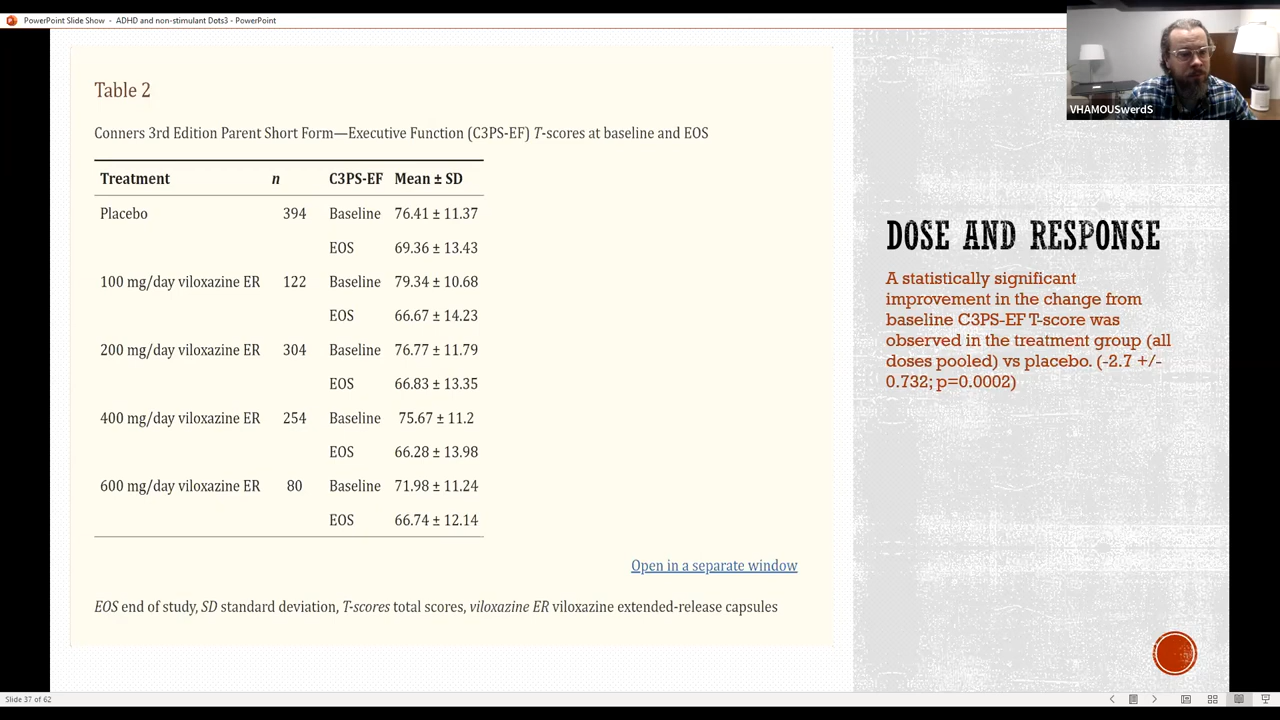 PowerPoint Slide Show - ADHD and non-stimulant Dots3 - PowerPoint
VHAMOUSwerdS
Table 2
Conners 3rd Edition Parent Short Form—Executive Function (C3PS-EF) T-scores at baseline and EOS
Treatment n C3PS-EF Mean ± SD
Placebo 394 Baseline 76.41 ± 11.37
EOS 69.36 ± 13.43
100 mg/day viloxazine ER 122 Baseline 79.34 ± 10.68
EOS 66.67 ± 14.23
200 mg/day viloxazine ER 304 Baseline 76.77 ± 11.79
EOS 66.83 ± 13.35
400 mg/day viloxazine ER 254 Baseline 75.67 ± 11.2
EOS 66.28 ± 13.98
600 mg/day viloxazine ER 80 Baseline 71.98 ± 11.24
EOS 66.74 ± 12.14
Open in a separate window
EOS end of study, SD standard deviation, T-scores total scores, viloxazine ER viloxazine extended-release capsules
DOSE AND RESPONSE
A statistically significant
improvement in the change from
baseline C3PS-EF T-score was
observed in the treatment group (all
doses pooled) vs placebo. (-2.7 +/-
0.732; p=0.0002)
Slide 37 of 62